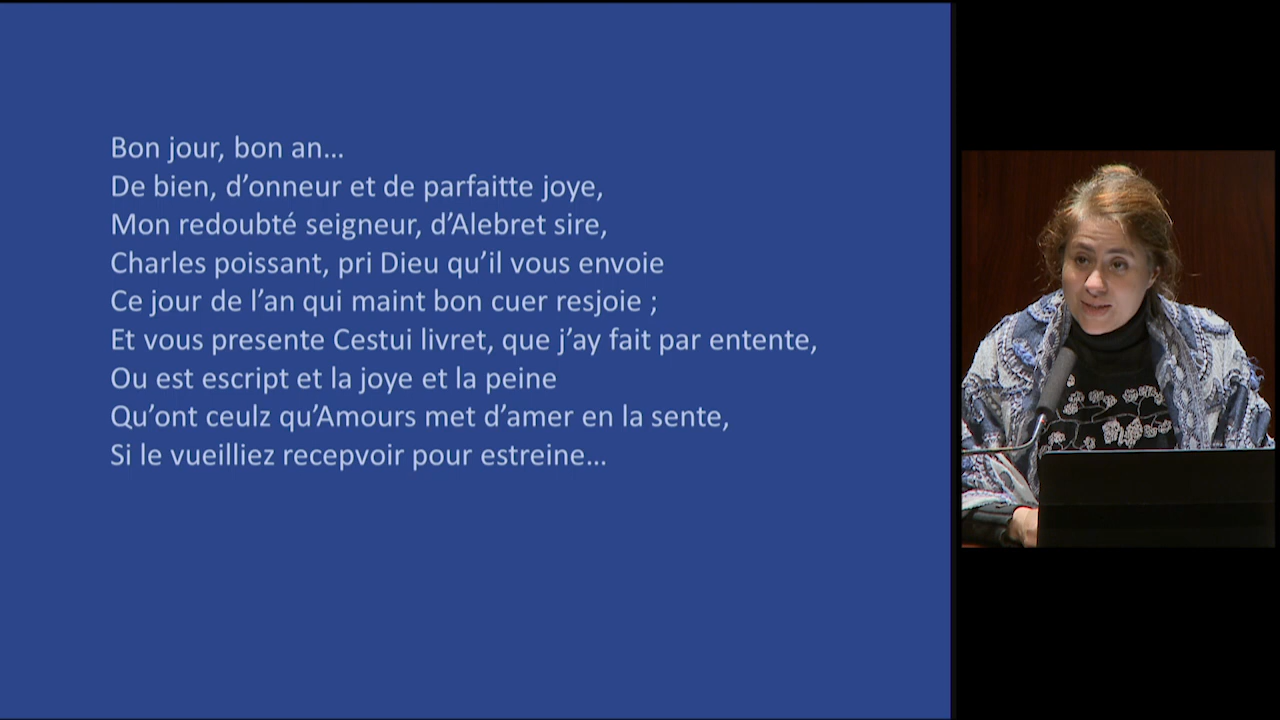 Bon jour, bon an…
De bien, d’onneur et de parfaitte joye,
Mon redoubté seigneur, d’Alebret sire,
Charles poissant, pri Dieu qu’il vous envoie
Ce jour de l’an qui maint bon cuer resjoie ;
Et vous presente Cestui livret, que j’ay fait par entente,
Ou est escript et la joye et la peine
Qu’ont ceulz qu’Amours met d’amer en la sente,
Si le vueilliez recepvoir pour estreine…